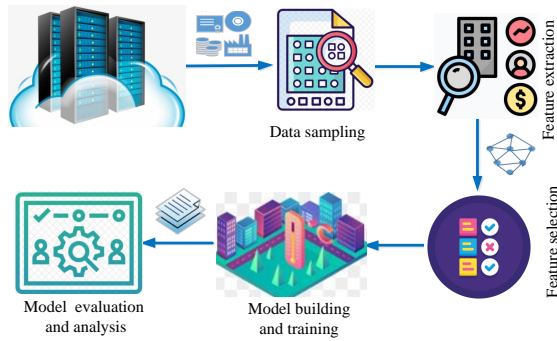 Data sampling
Feature extraction
Feature selection
Model building
and training
Model evaluation
and analysis